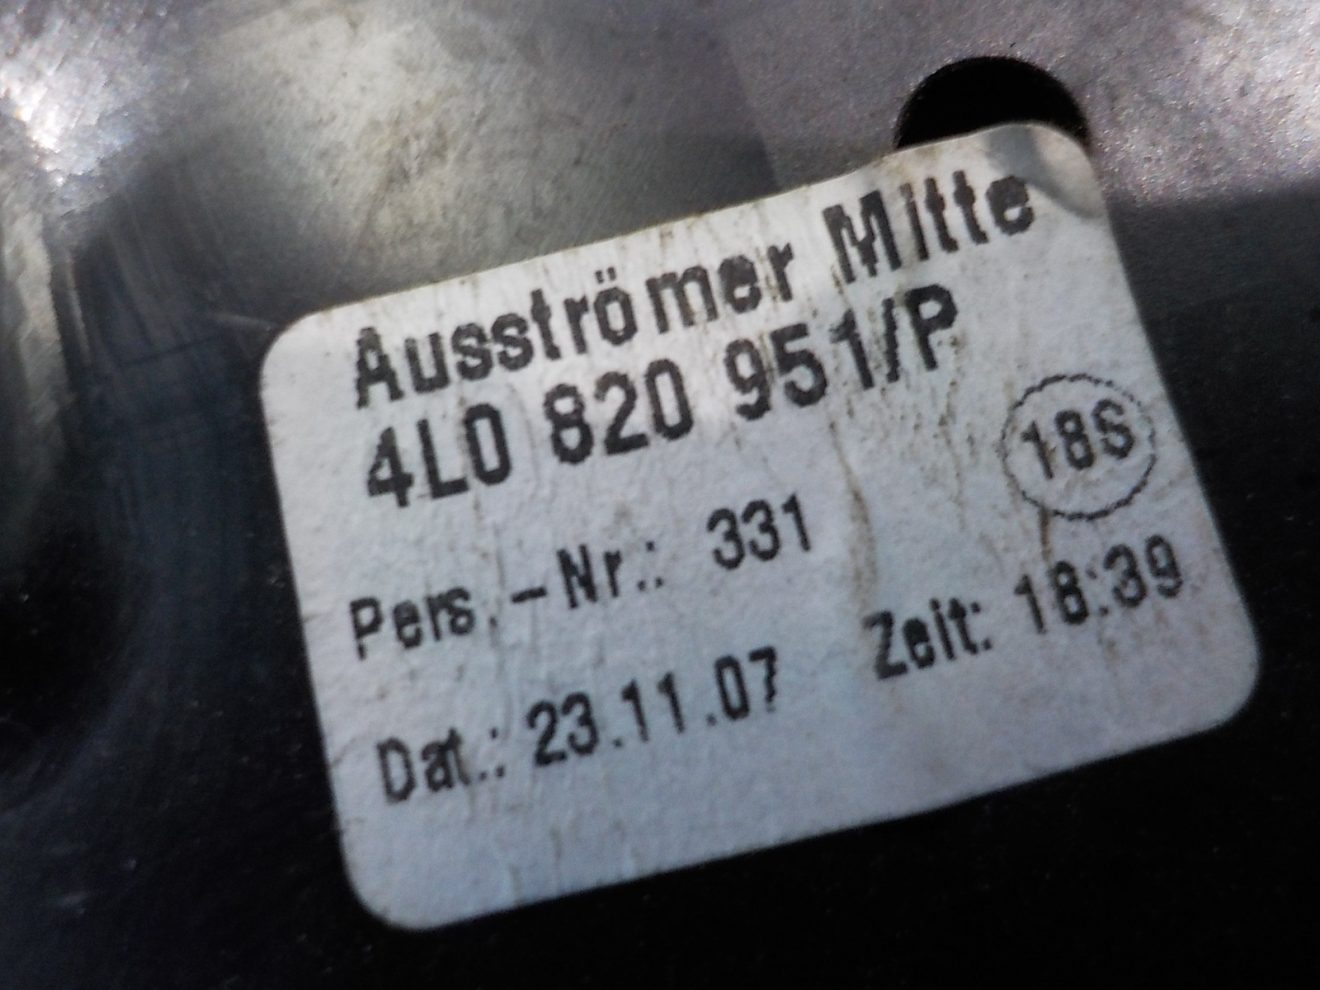 Ausströmer Mitte
4L0 820 951/P
18S
Pers.-Nr.: 331
Dat.: 23.11.07 Zeit: 18:39